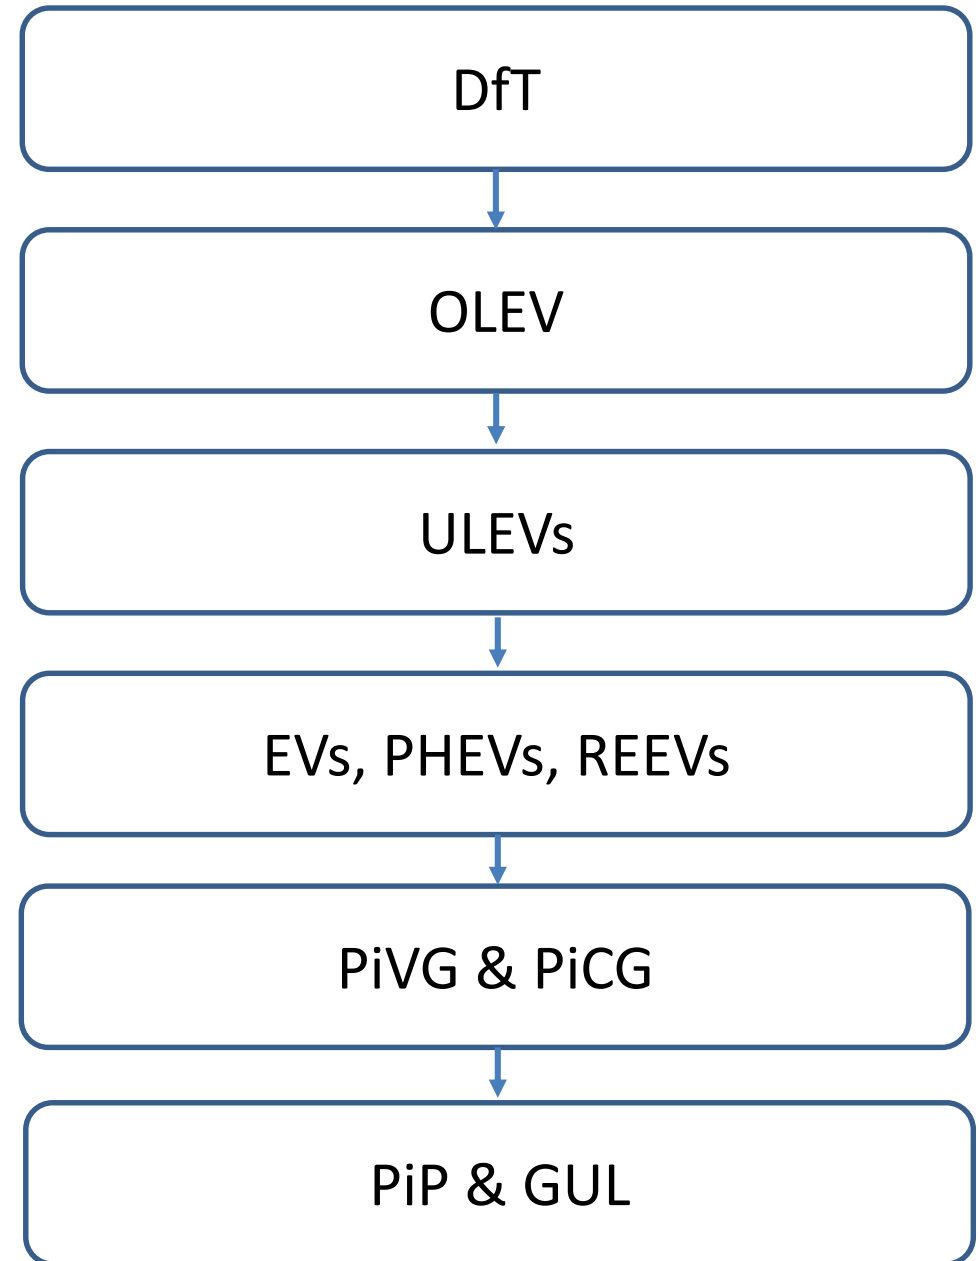 DfT
OLEV
ULEVs
EVs, PHEVs, REEVs
PiVG & PiCG
PiP & GUL